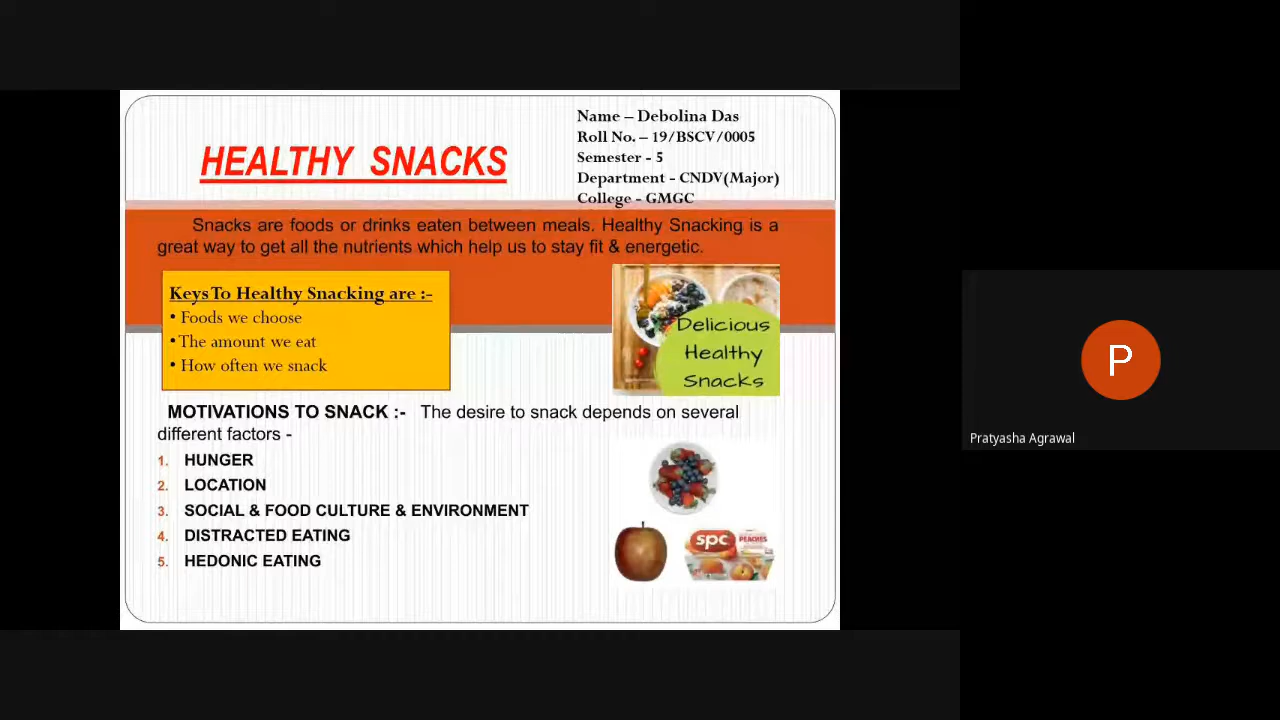 HEALTHY SNACKS
Name – Debolina Das
Roll No. – 19/BSCV/0005
Semester - 5
Department - CNDV(Major)
College - GMGC
Snacks are foods or drinks eaten between meals. Healthy Snacking is a
great way to get all the nutrients which help us to stay fit & energetic.
Keys To Healthy Snacking are :-
• Foods we choose
• The amount we eat
• How often we snack
Delicious
Healthy
Snacks
MOTIVATIONS TO SNACK :- The desire to snack depends on several
different factors -
1. HUNGER
2. LOCATION
3. SOCIAL & FOOD CULTURE & ENVIRONMENT
4. DISTRACTED EATING
5. HEDONIC EATING
spc
PEACHES
P
Pratyasha Agrawal